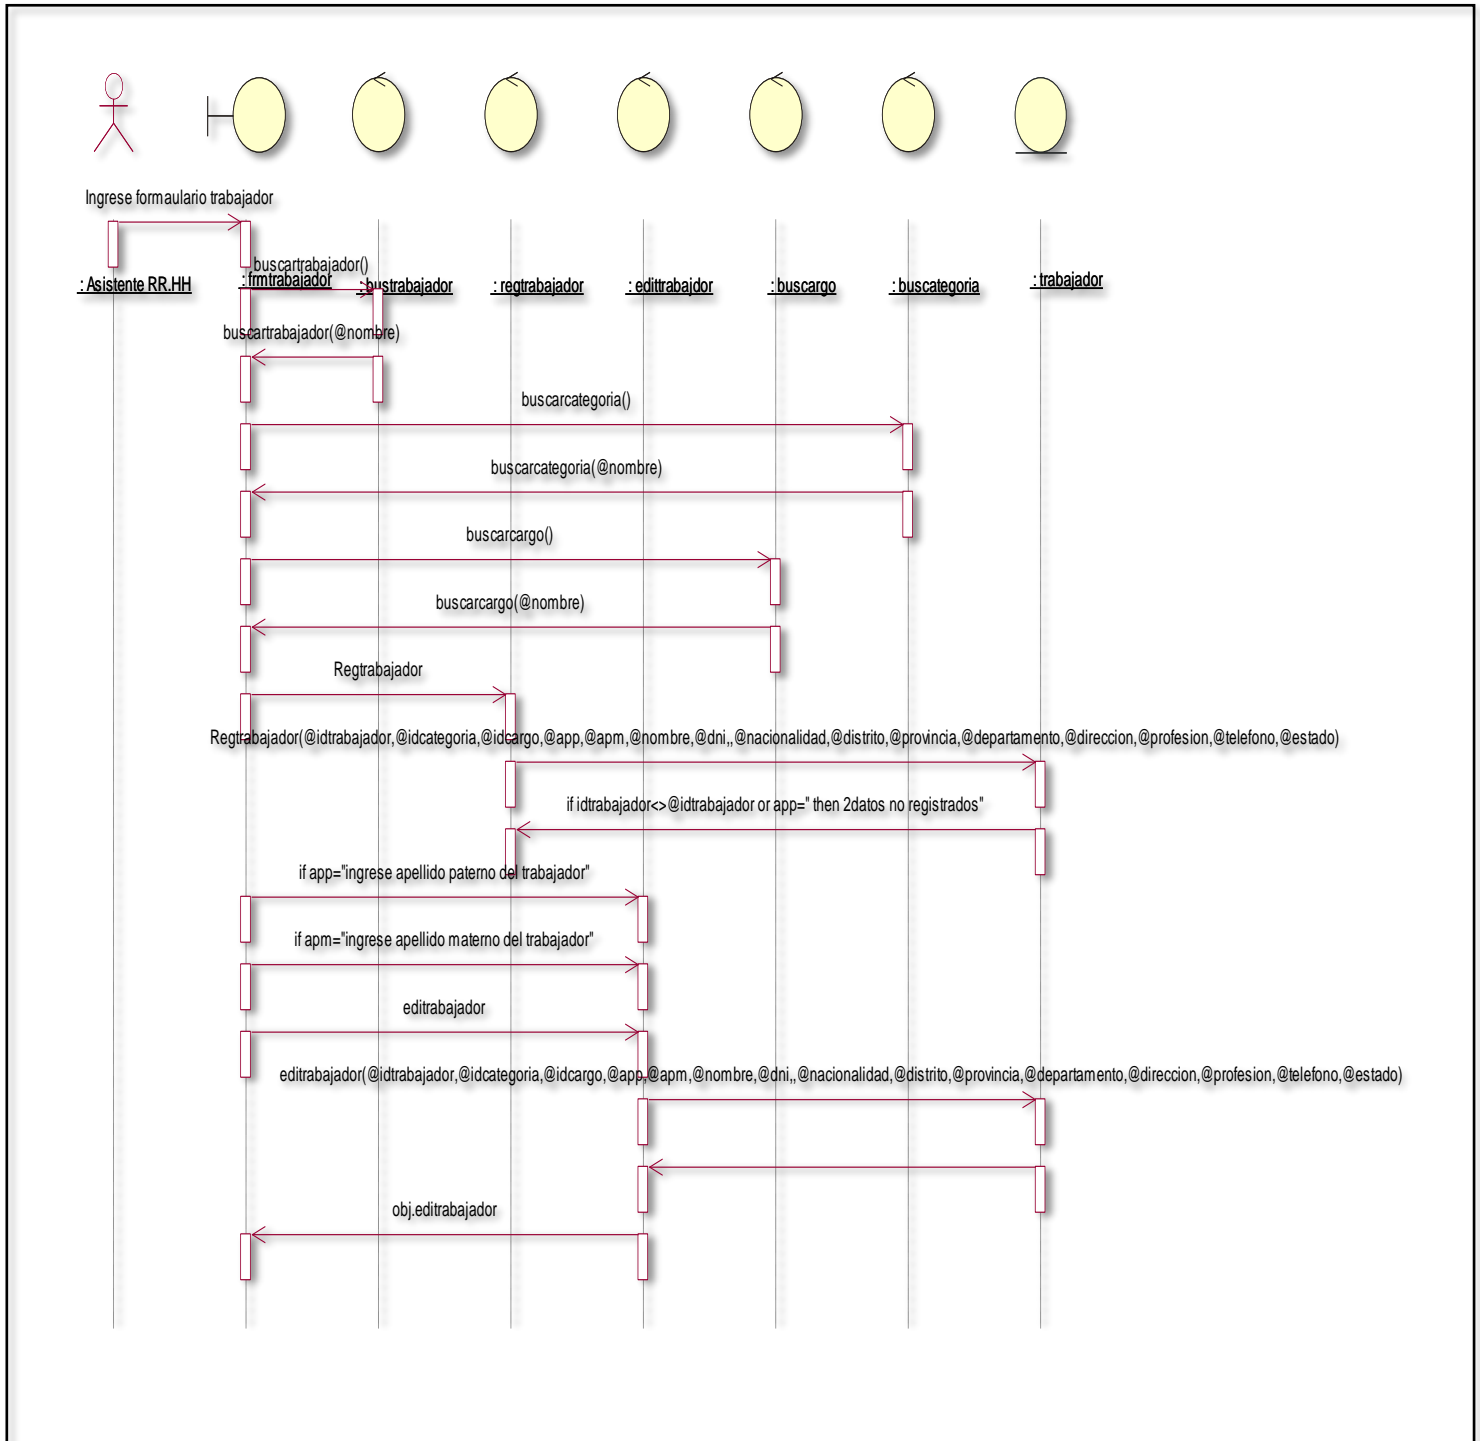 Ingrese formaulario trabajador
buscartrabajador()
: Asistente RR.HH
: frmtrabajador
: bustrabajador
: regtrabajador
: edittrabajdor
: buscargo
: buscategoria
: trabajador
buscartrabajador(@nombre)
buscarcategoria()
buscarcategoria(@nombre)
buscarcargo()
buscarcargo(@nombre)
Regtrabajador
Regtrabajador(@idtrabajador,@idcategoria,@idcargo,@app,@apm,@nombre,@dni,,@nacionalidad,@distrito,@provincia,@departamento,@direccion,@profesion,@telefono,@estado)
if idtrabajador<>@idtrabajador or app=" then 2datos no registrados"
if app="ingrese apellido paterno del trabajador"
if apm="ingrese apellido materno del trabajador"
editrabajador
editrabajador(@idtrabajador,@idcategoria,@idcargo,@app,@apm,@nombre,@dni,,@nacionalidad,@distrito,@provincia,@departamento,@direccion,@profesion,@telefono,@estado)
obj.editrabajador